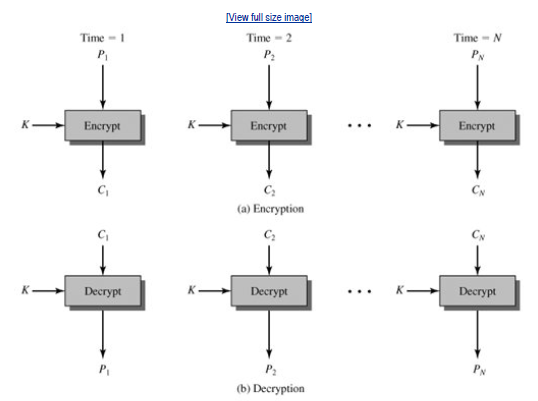 [View full size image]
Time = 1 Time = 2 Time = N
P1 P2 PN
K Encrypt K Encrypt ... K Encrypt
C1 C2 CN
(a) Encryption
C1 C2 CN
K Decrypt K Decrypt ... K Decrypt
P1 P2 PN
(b) Decryption